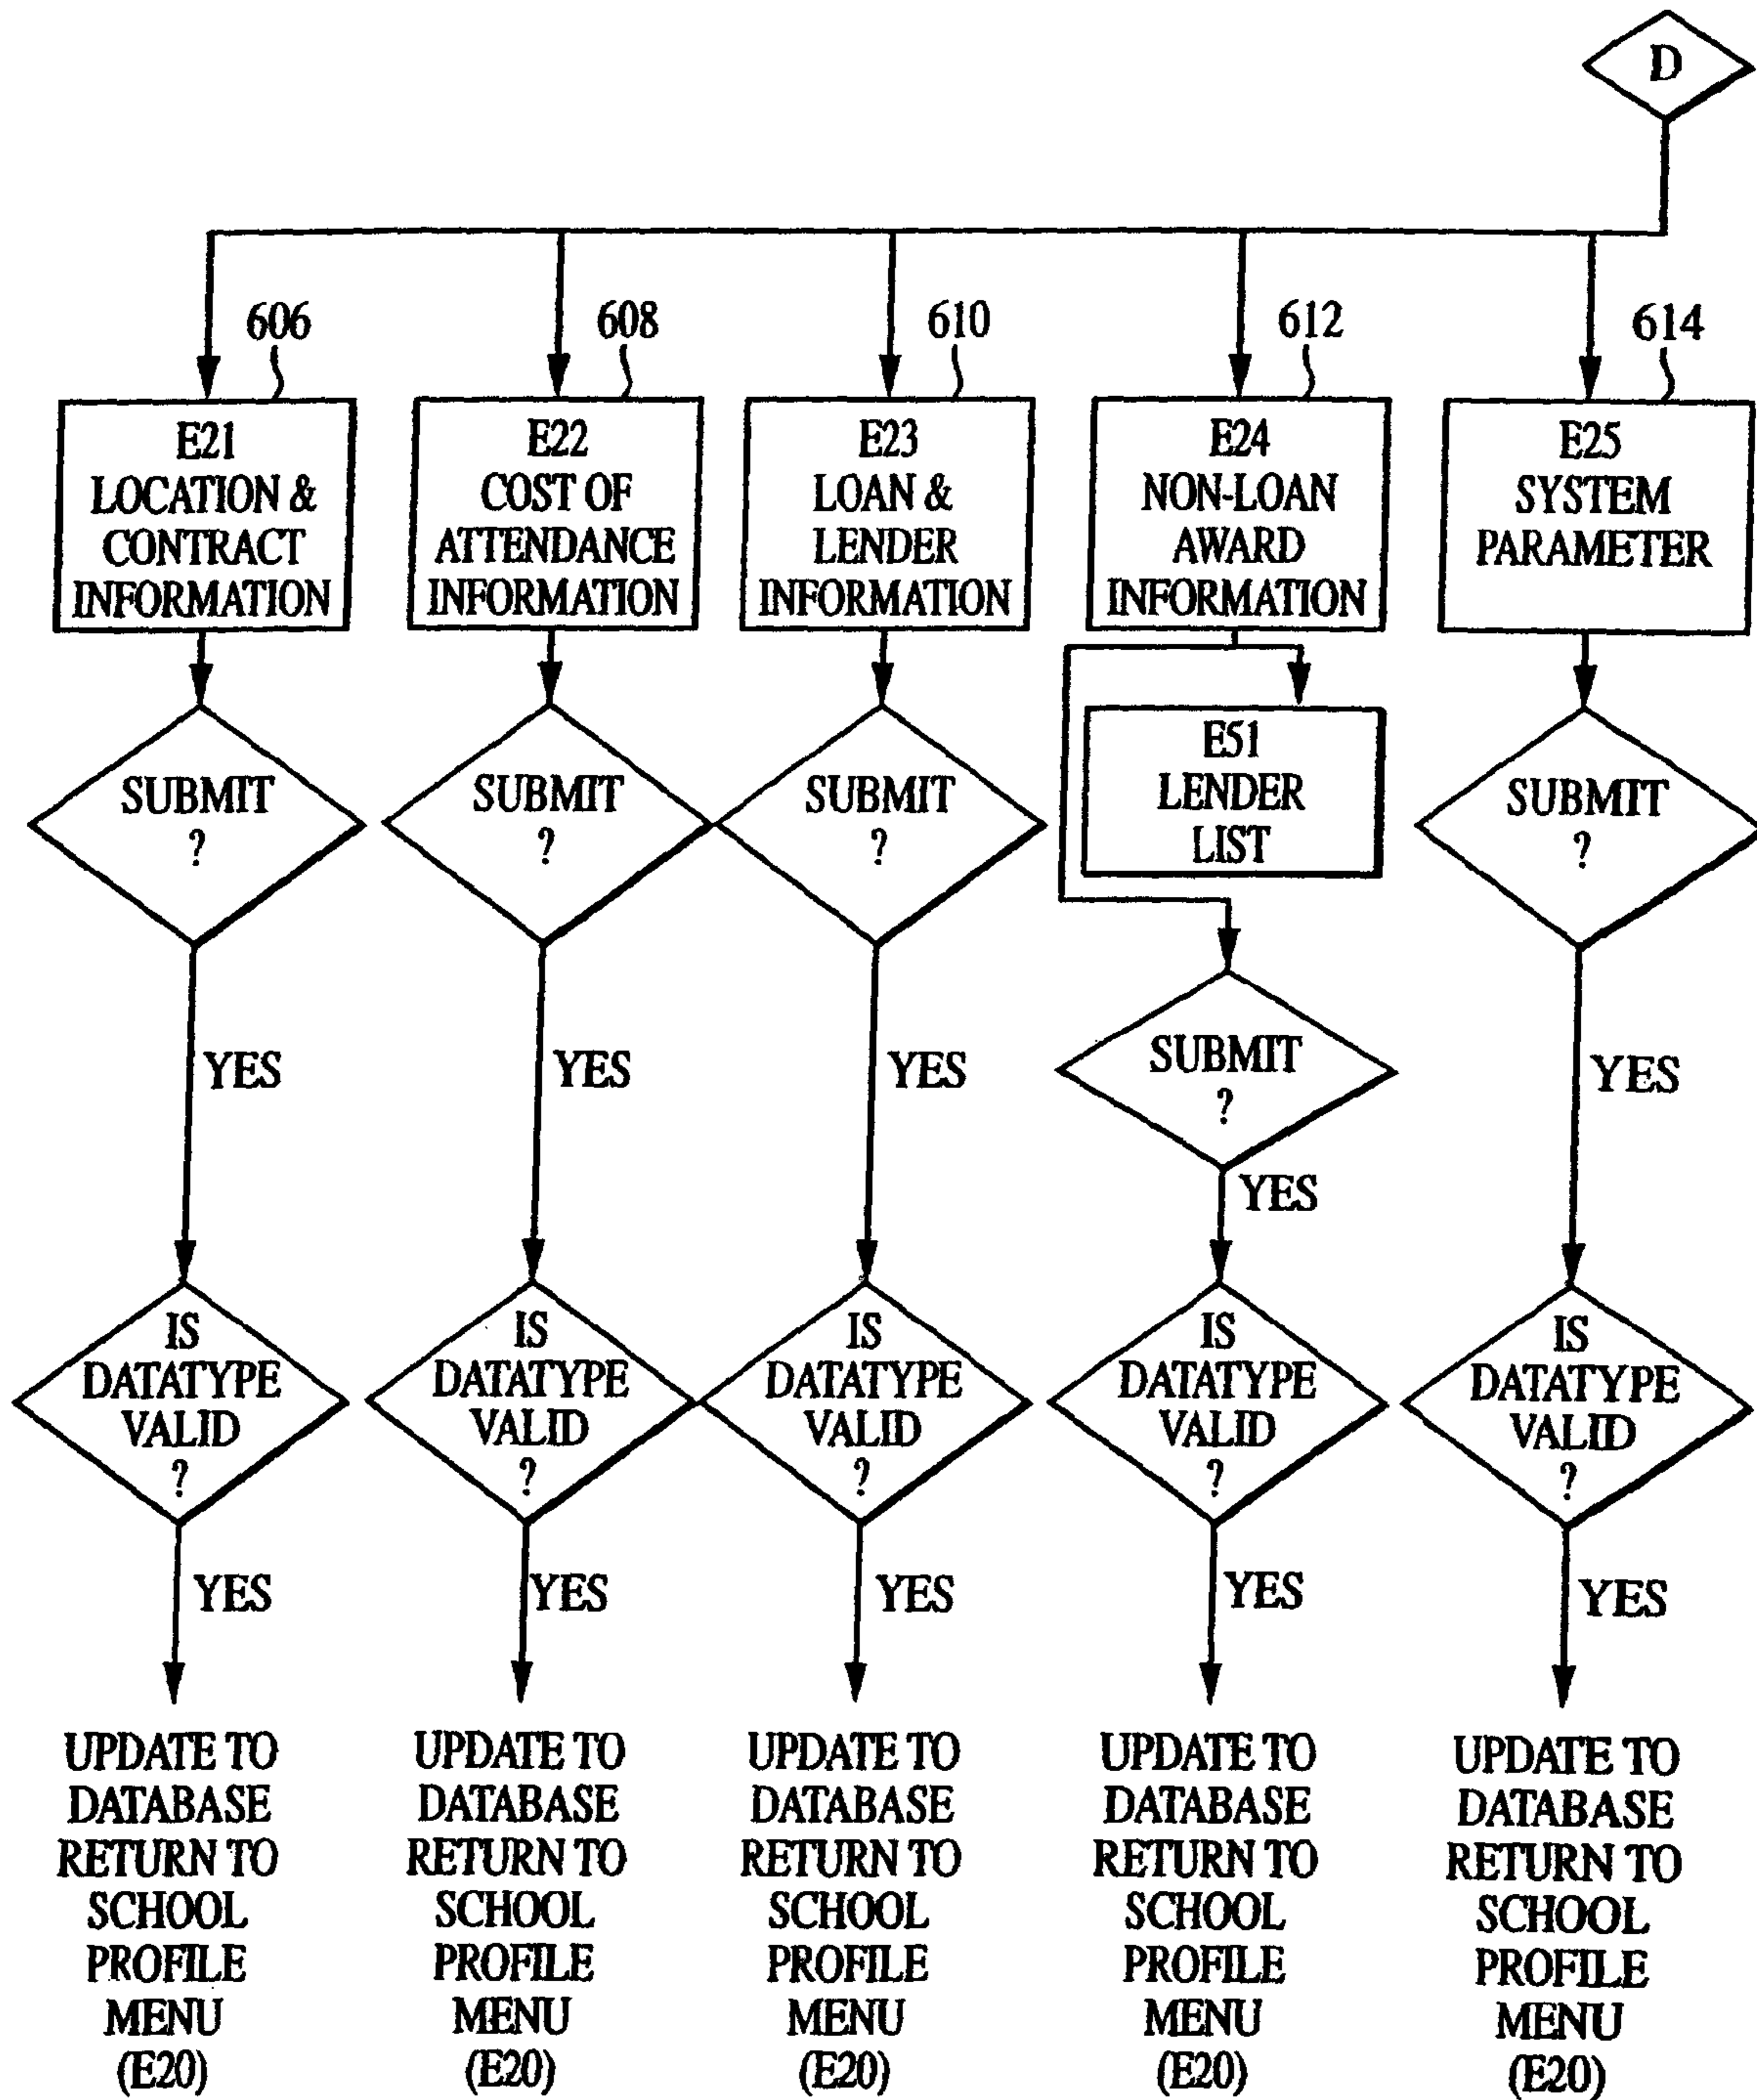 D
606
608
610
612
614
E21
LOCATION &
CONTRACT
INFORMATION
E22
COST OF
ATTENDANCE
INFORMATION
E23
LOAN &
LENDER
INFORMATION
E24
NON-LOAN
AWARD
INFORMATION
E25
SYSTEM
PARAMETER
E51
LENDER
LIST
SUBMIT
?
SUBMIT
?
SUBMIT
?
SUBMIT
?
SUBMIT
?
YES
YES
YES
YES
YES
IS
DATATYPE
VALID
?
IS
DATATYPE
VALID
?
IS
DATATYPE
VALID
?
IS
DATATYPE
VALID
?
IS
DATATYPE
VALID
?
YES
YES
YES
YES
YES
UPDATE TO
DATABASE
RETURN TO
SCHOOL
PROFILE
MENU
(E20)
UPDATE TO
DATABASE
RETURN TO
SCHOOL
PROFILE
MENU
(E20)
UPDATE TO
DATABASE
RETURN TO
SCHOOL
PROFILE
MENU
(E20)
UPDATE TO
DATABASE
RETURN TO
SCHOOL
PROFILE
MENU
(E20)
UPDATE TO
DATABASE
RETURN TO
SCHOOL
PROFILE
MENU
(E20)